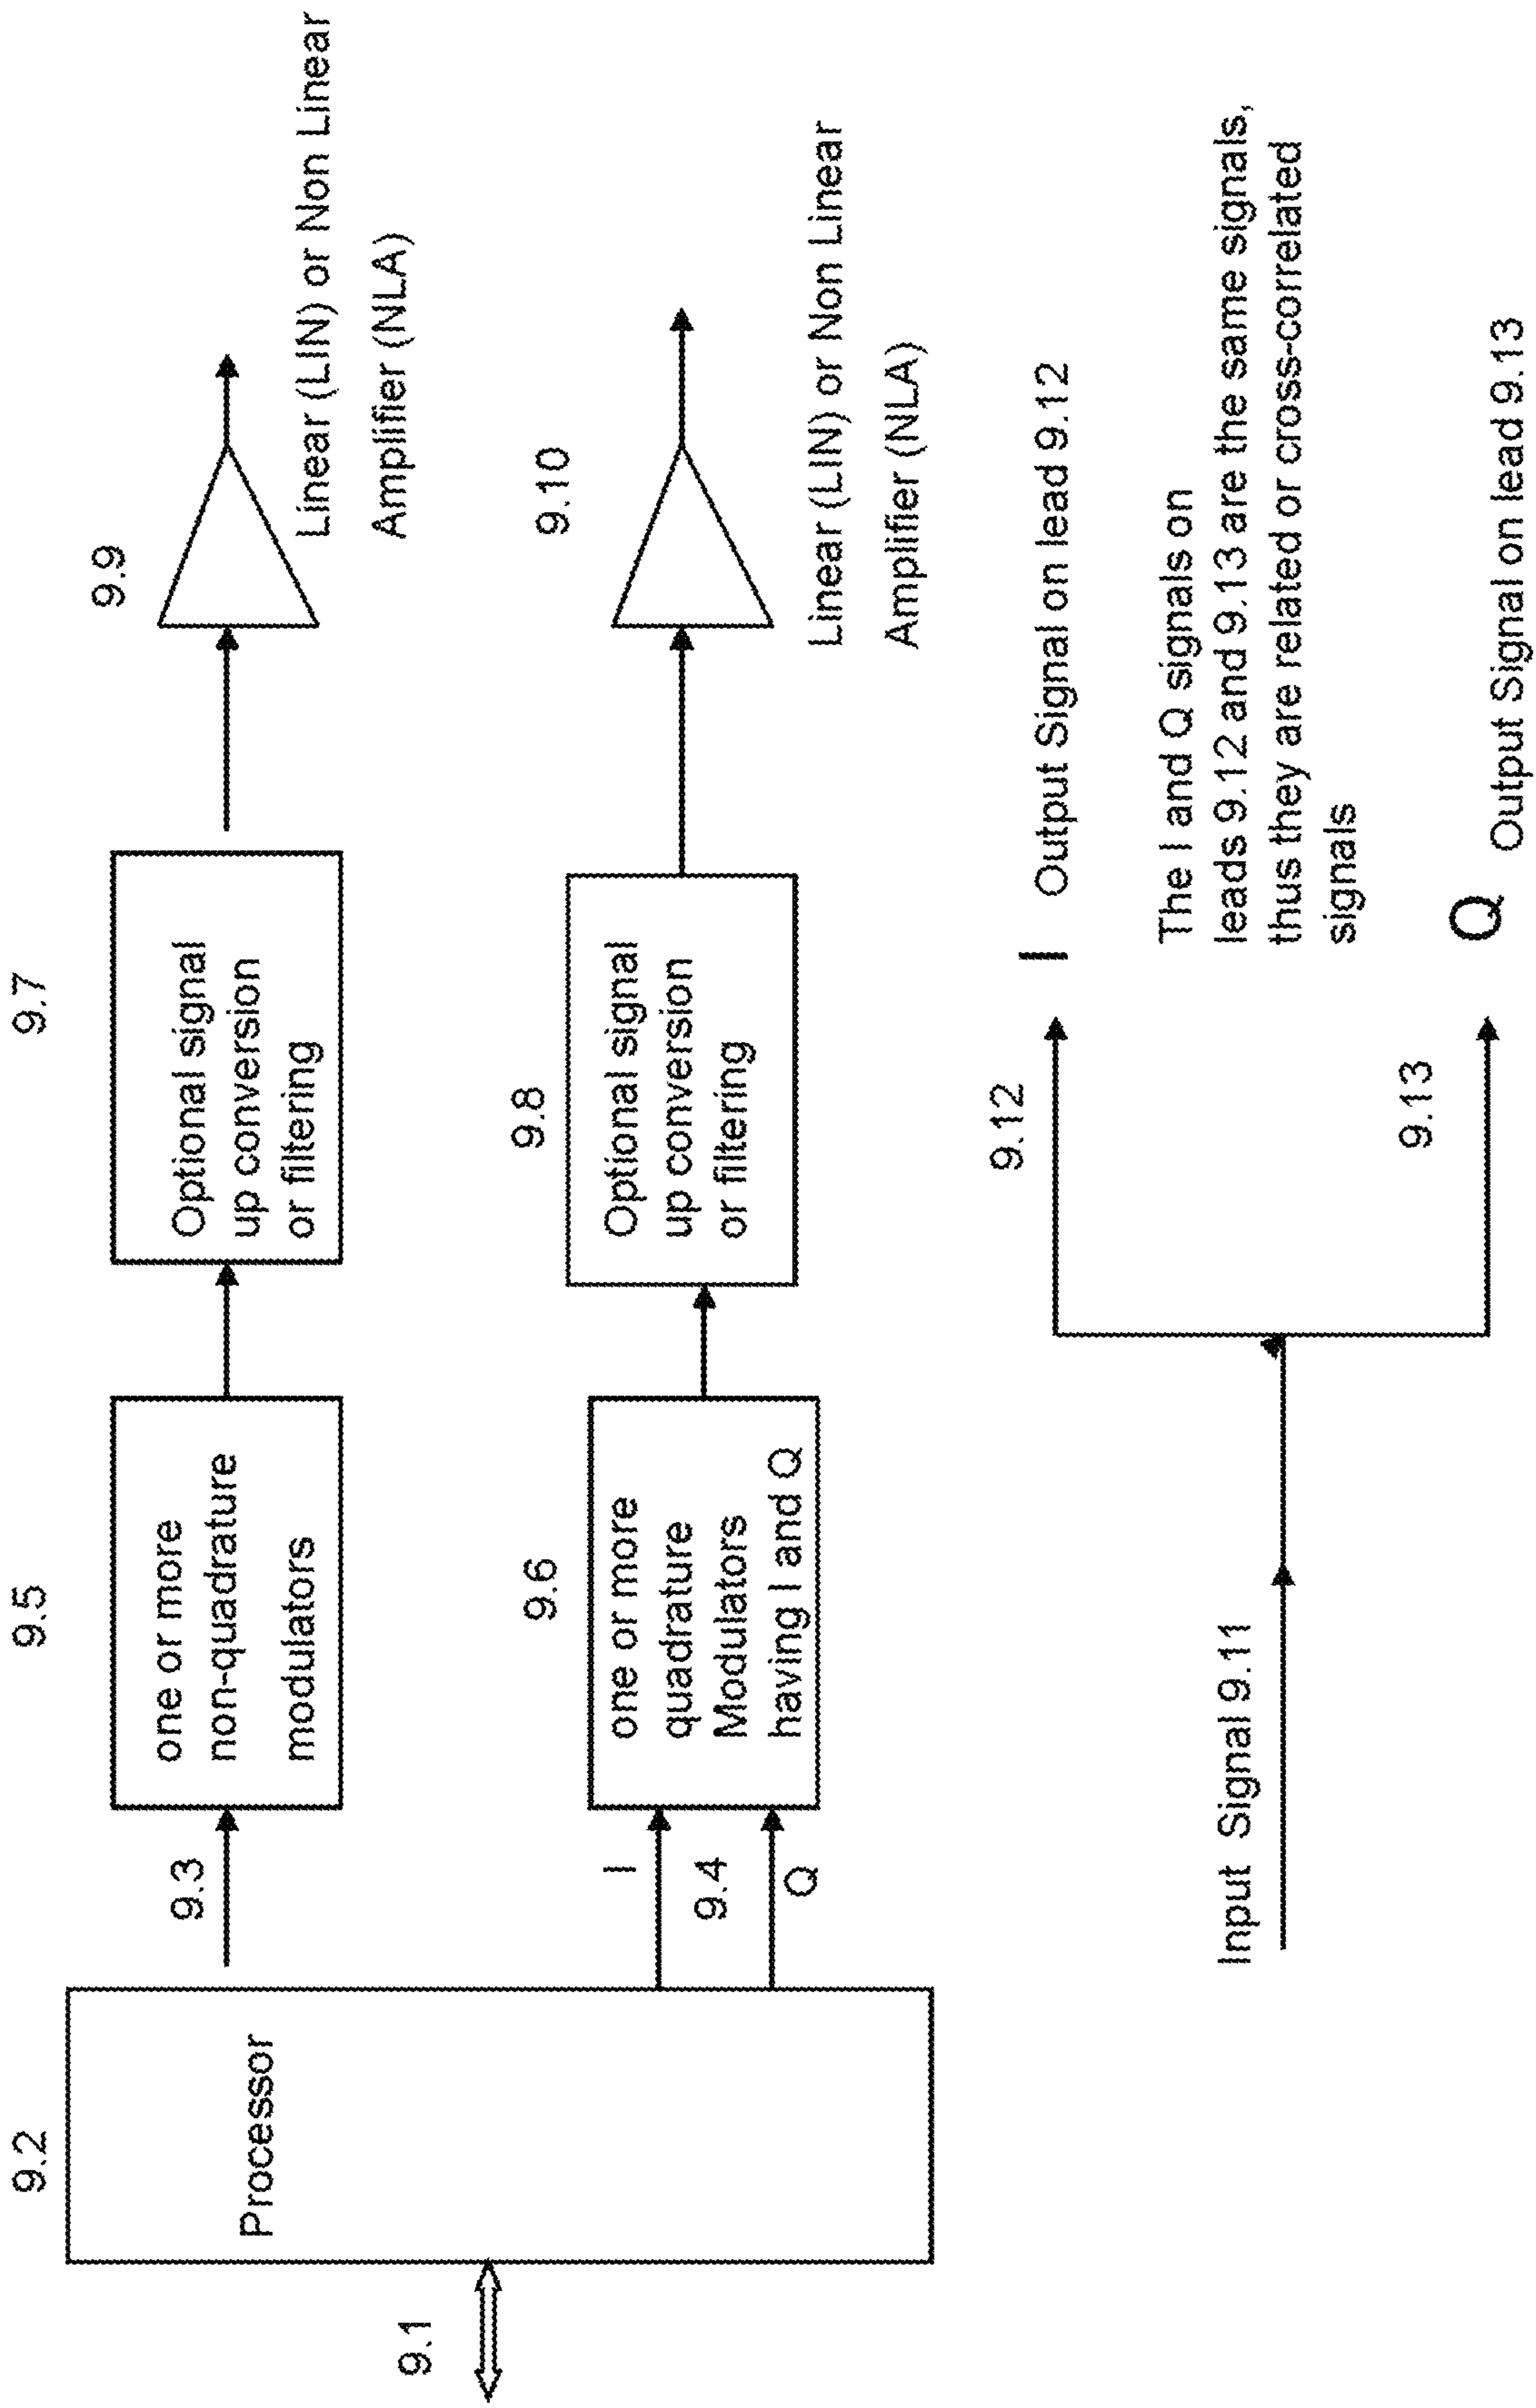 9.1
9.2
Processor
9.3
9.5
one or more
non-quadrature
modulators
9.7
Optional signal
up conversion
or filtering
9.9
Linear (LIN) or Non Linear
Amplifier (NLA)
I
9.4
Q
9.6
one or more
quadrature
Modulators
having I and Q
9.8
Optional signal
up conversion
or filtering
9.10
Linear (LIN) or Non Linear
Amplifier (NLA)
Input Signal 9.11
9.12
I Output Signal on lead 9.12
The I and Q signals on
leads 9.12 and 9.13 are the same signals,
thus they are related or cross-correlated
signals
9.13
Q Output Signal on lead 9.13